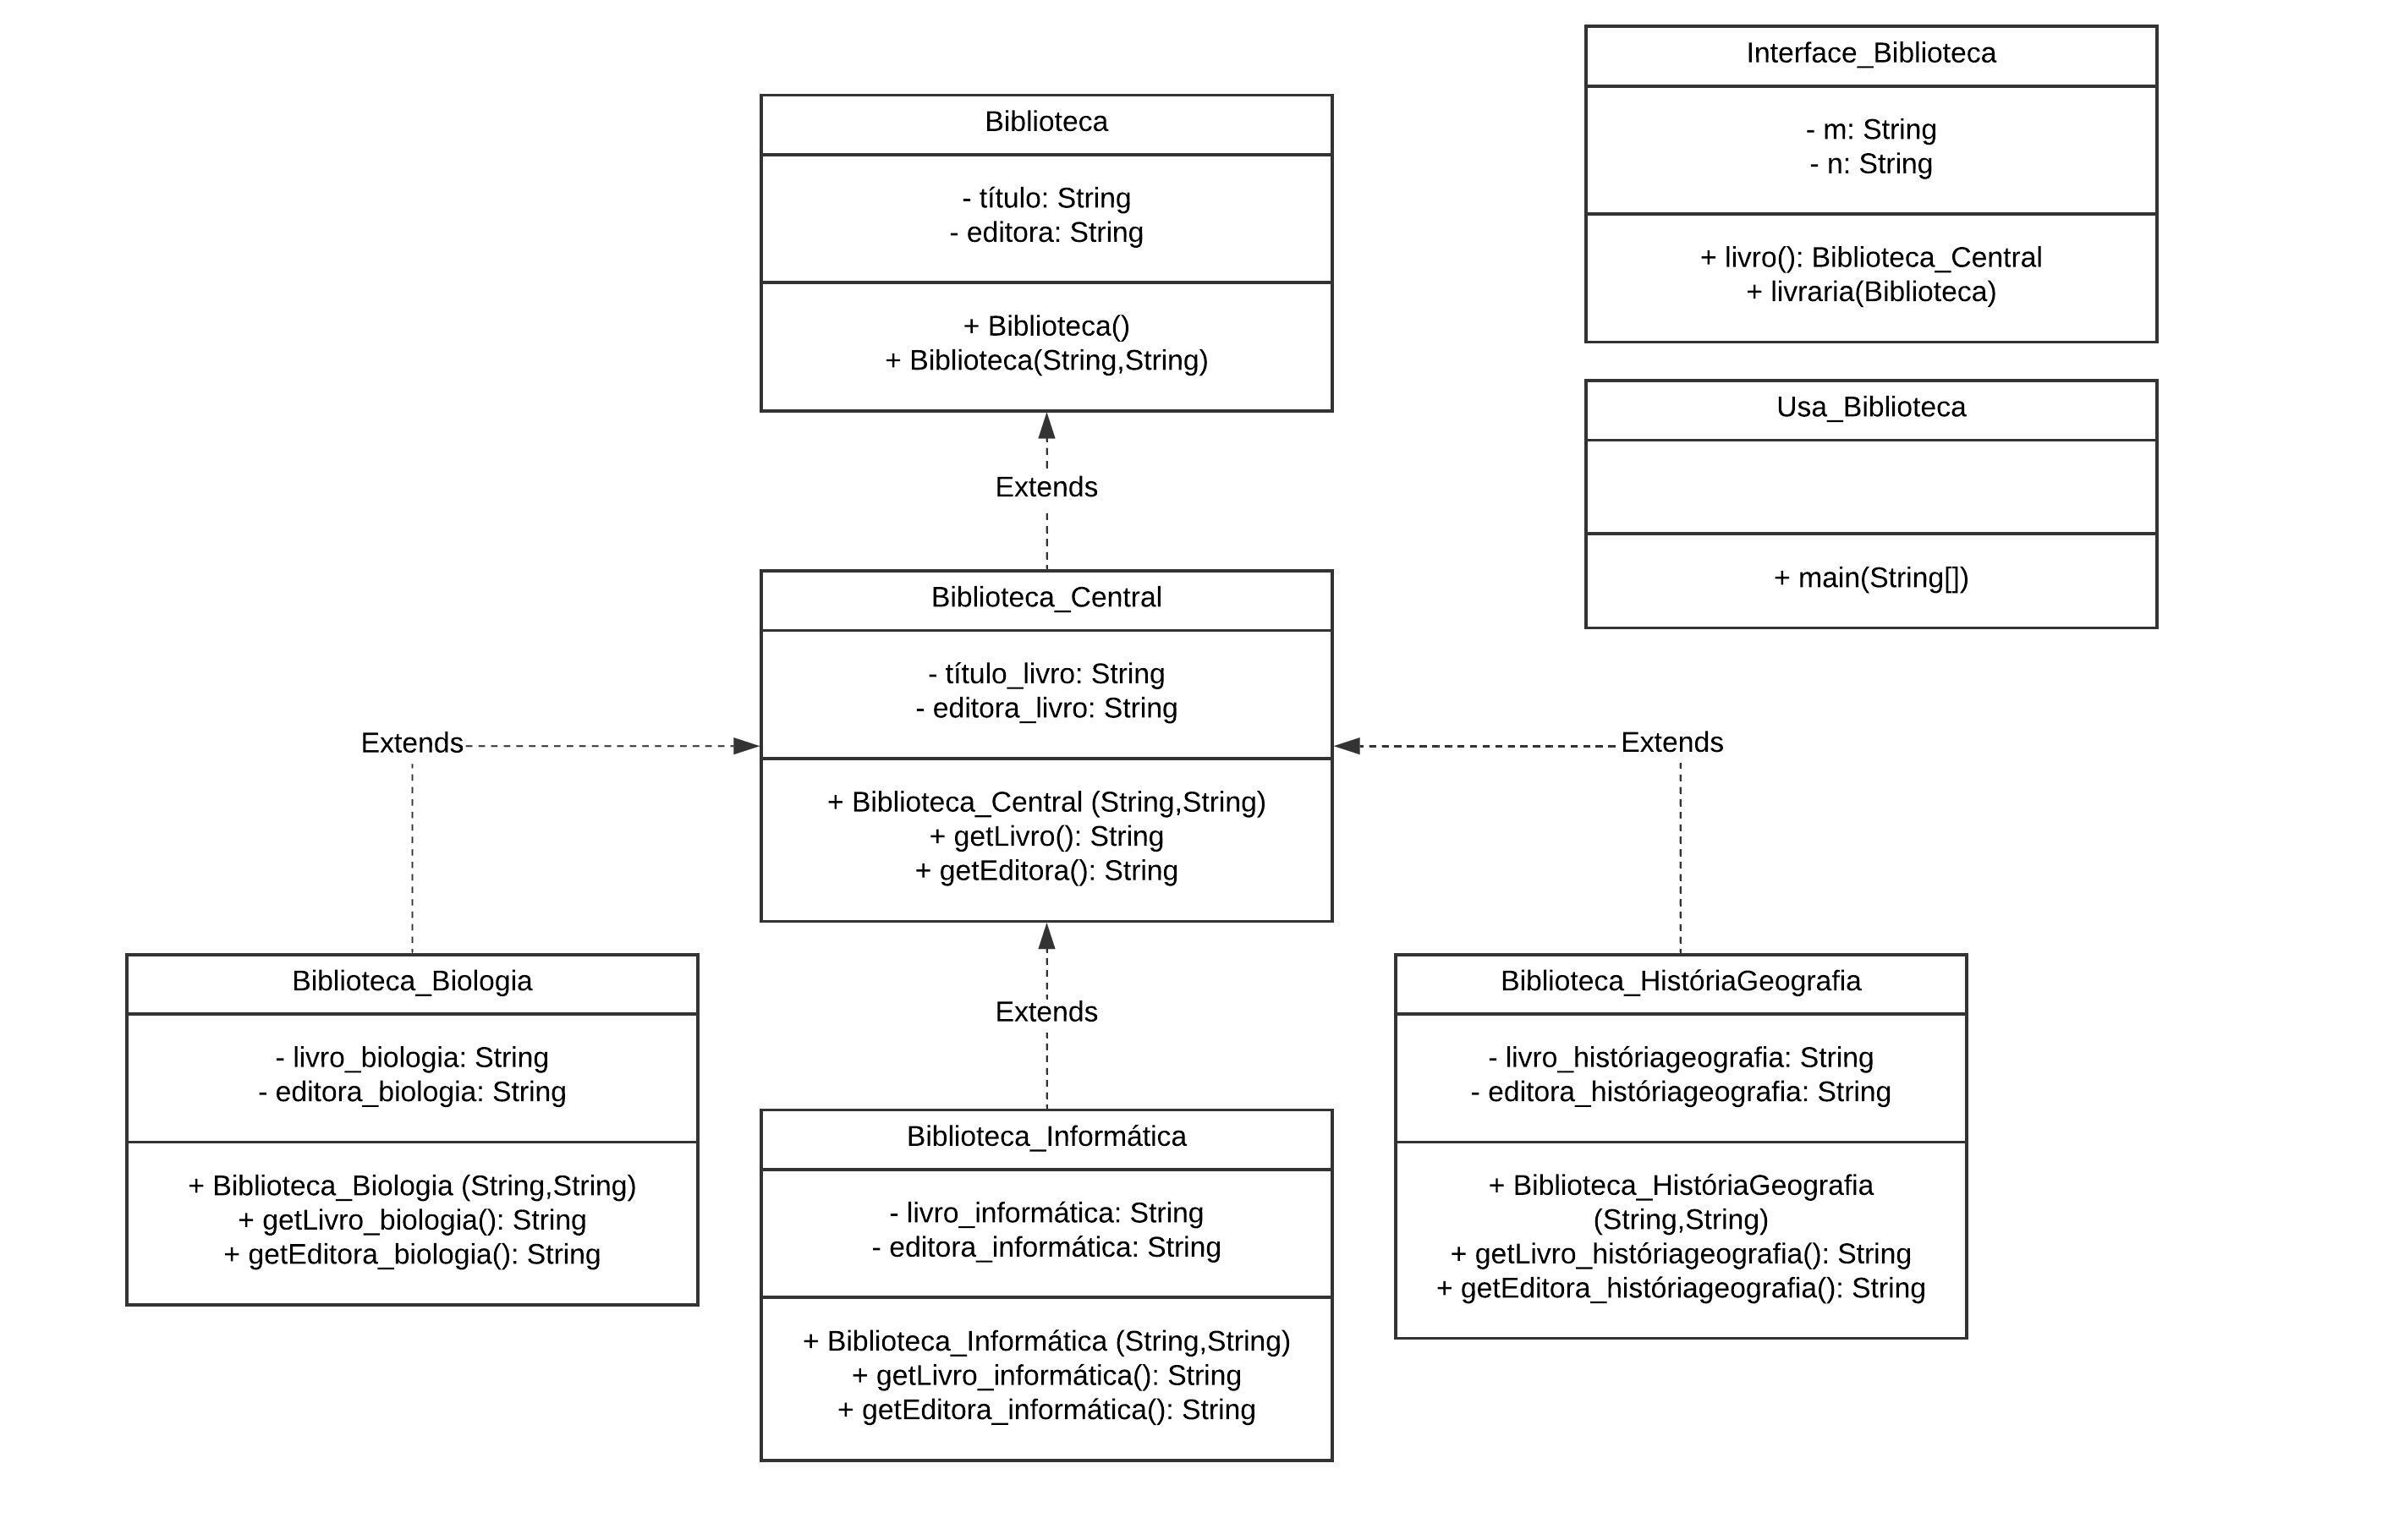 Interface_Biblioteca
- m: String
- n: String
+ livro(): Biblioteca_Central
+ livraria(Biblioteca)
Biblioteca
- título: String
- editora: String
+ Biblioteca()
+ Biblioteca(String,String)
Usa_Biblioteca
+ main(String[])
Extends
Biblioteca_Central
- título_livro: String
- editora_livro: String
+ Biblioteca_Central (String,String)
+ getLivro(): String
+ getEditora(): String
Extends
Extends
Extends
Biblioteca_Biologia
- livro_biologia: String
- editora_biologia: String
+ Biblioteca_Biologia (String,String)
+ getLivro_biologia(): String
+ getEditora_biologia(): String
Biblioteca_Informática
- livro_informática: String
- editora_informática: String
+ Biblioteca_Informática (String,String)
+ getLivro_informática(): String
+ getEditora_informática(): String
Biblioteca_HistóriaGeografia
- livro_históriageografia: String
- editora_históriageografia: String
+ Biblioteca_HistóriaGeografia
(String,String)
+ getLivro_históriageografia(): String
+ getEditora_históriageografia(): String